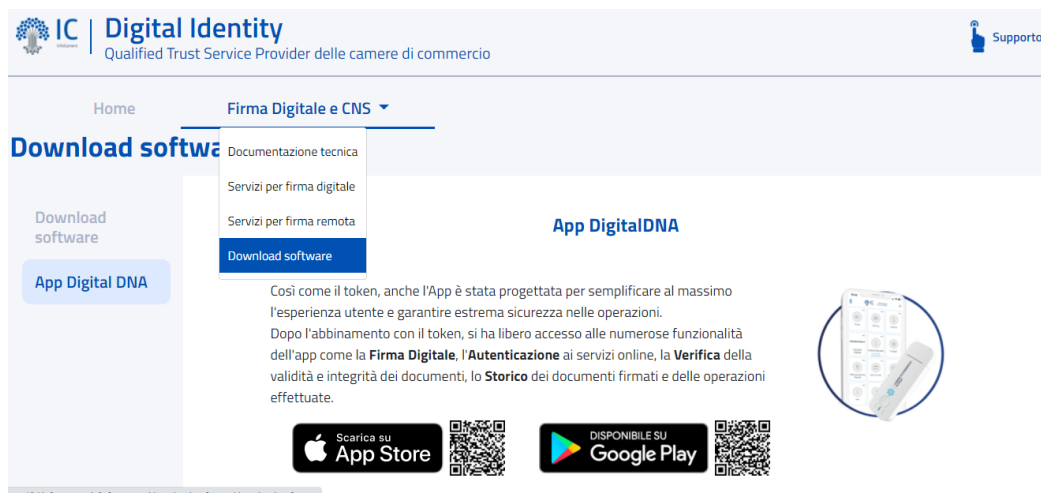 IC
InfoCamere
Digital Identity
Qualified Trust Service Provider delle camere di commercio
Supporto
Home
Firma Digitale e CNS
Download softwa
Documentazione tecnica
Servizi per firma digitale
Servizi per firma remota
Download software
Download
software
App Digital DNA
App DigitalDNA
Così come il token, anche l'App è stata progettata per semplificare al massimo
l'esperienza utente e garantire estrema sicurezza nelle operazioni.
Dopo l'abbinamento con il token, si ha libero accesso alle numerose funzionalità
dell'app come la Firma Digitale, l'Autenticazione ai servizi online, la Verifica della
validità e integrità dei documenti, lo Storico dei documenti firmati e delle operazioni
effettuate.
Scarica su
App Store
DISPONIBILE SU
Google Play